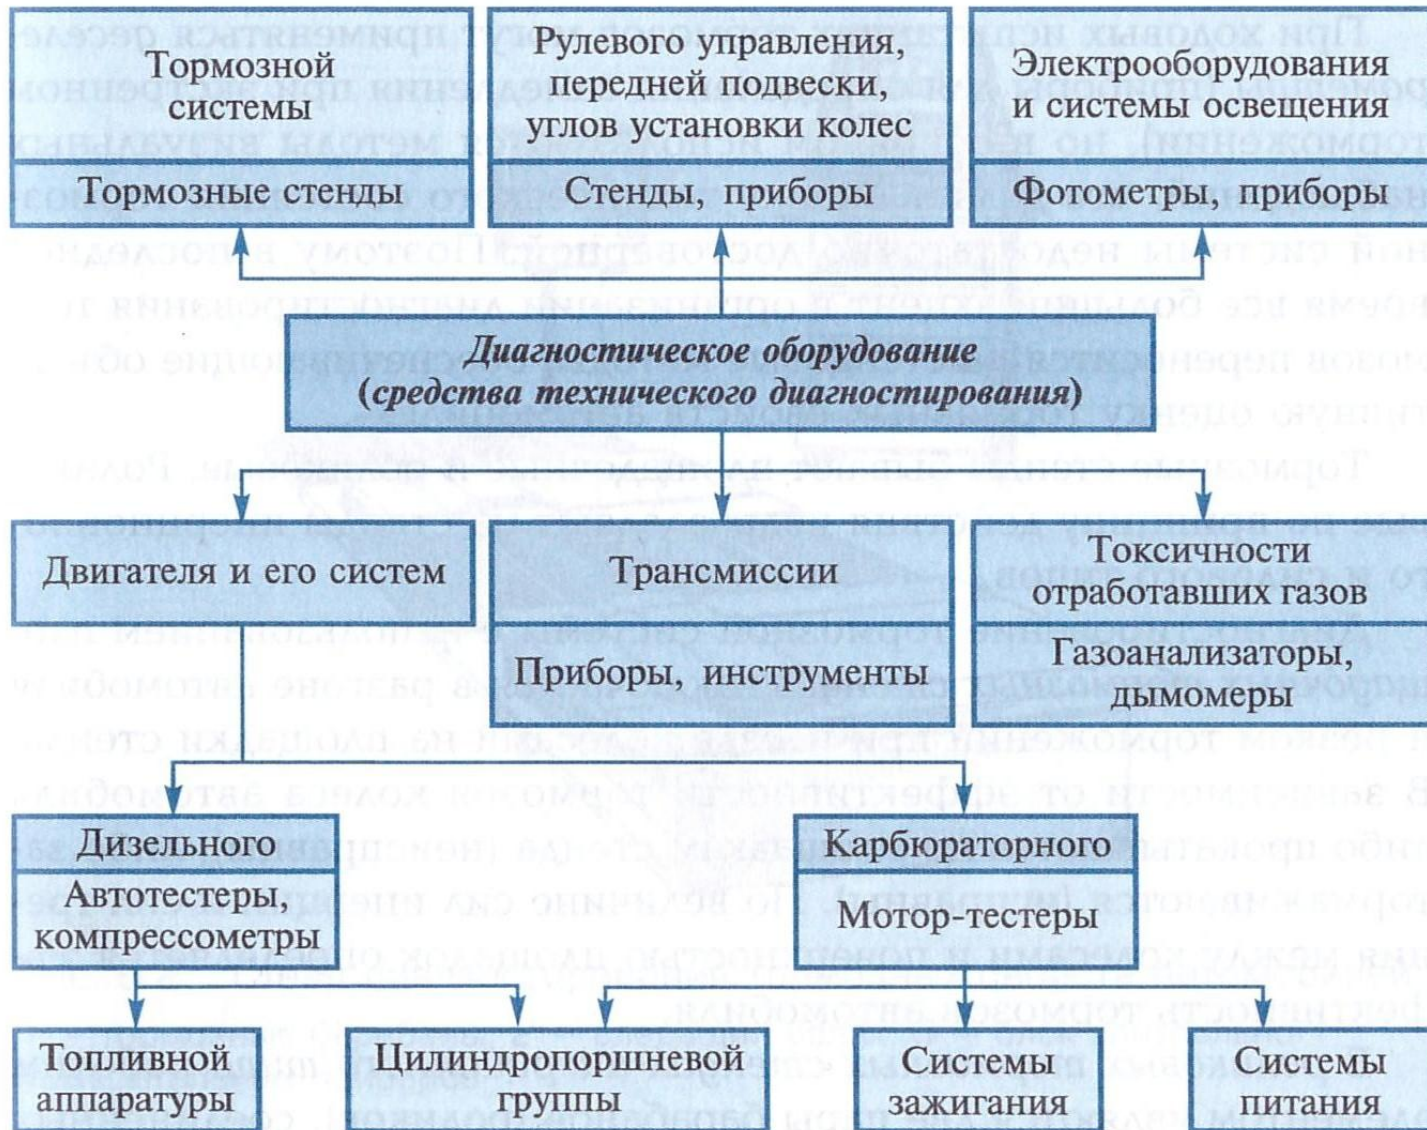 Тормозной
системы
Тормозные стенды
Рулевого управления,
передней подвески,
углов установки колес
Стенды, приборы
Электрооборудования
и системы освещения
Фотометры, приборы
Диагностическое оборудование
(средства технического диагностирования)
Двигателя и его систем
Трансмиссии
Приборы, инструменты
Токсичности
отработавших газов
Газоанализаторы,
дымомеры
Дизельного
Автотестеры,
компрессометры
Карбюраторного
Мотор-тестеры
Топливной
аппаратуры
Цилиндропоршневой
группы
Системы
зажигания
Системы
питания